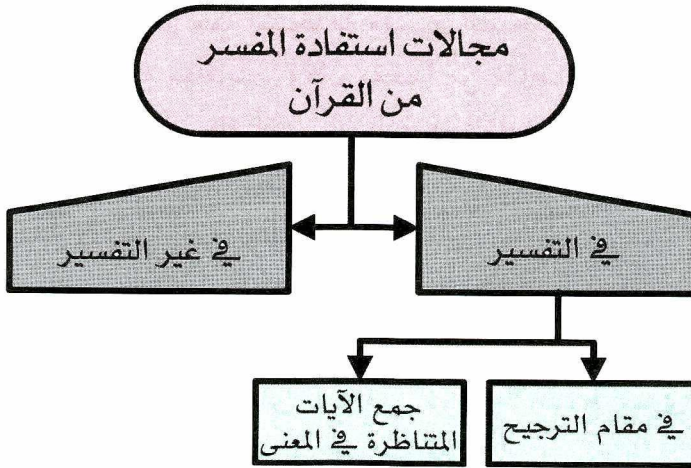 مجالات استفادة المفسر
من القرآن
في التفسير
في غير التفسير
في مقام الترجيح
جمع الآيات
المتناظرة في المعنى